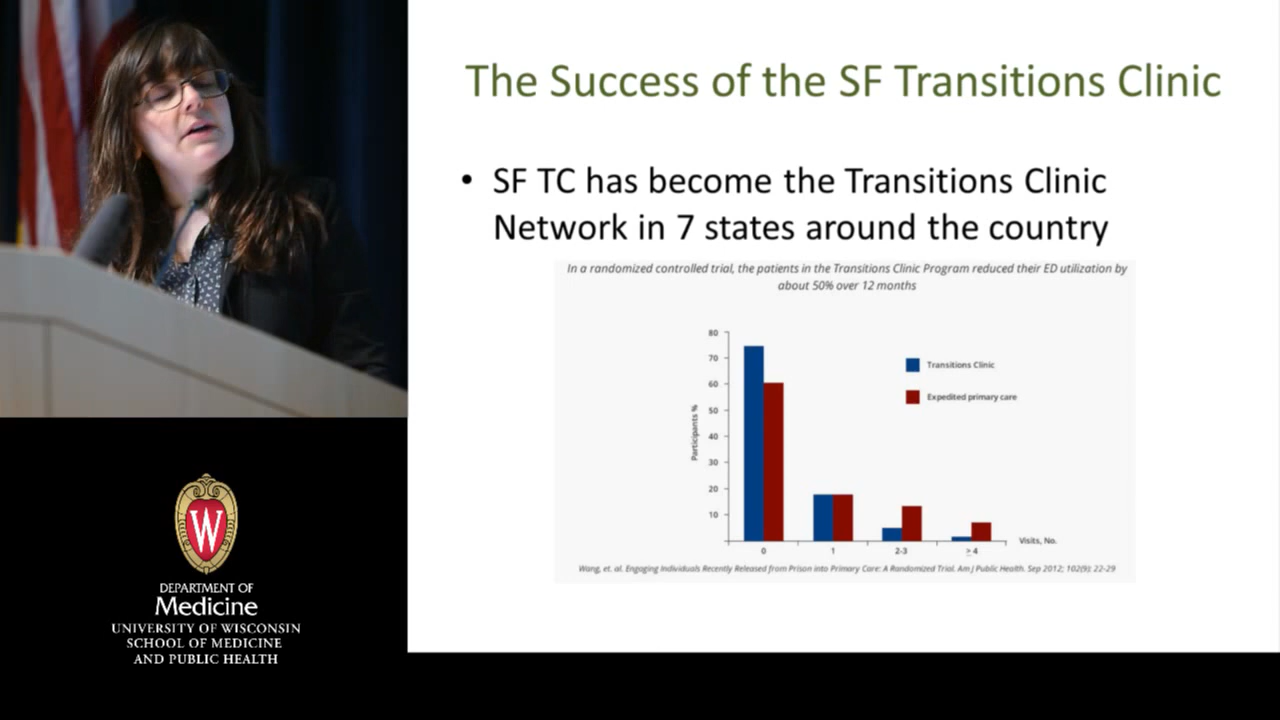 The Success of the SF Transitions Clinic
• SF TC has become the Transitions Clinic
Network in 7 states around the country
In a randomized controlled trial, the patients in the Transitions Clinic Program reduced their ED utilization by
about 50% over 12 months
80
70
60
50
40
30
20
10
Participants %
Transitions Clinic
Expedited primary care
0
1
2-3
≥ 4
Visits, No.
Wang, et. al. Engaging Individuals Recently Released from Prison into Primary Care: A Randomized Trial. Am J Public Health. Sep 2012; 102(9): 22-29
W
DEPARTMENT OF
Medicine
UNIVERSITY OF WISCONSIN
SCHOOL OF MEDICINE
AND PUBLIC HEALTH